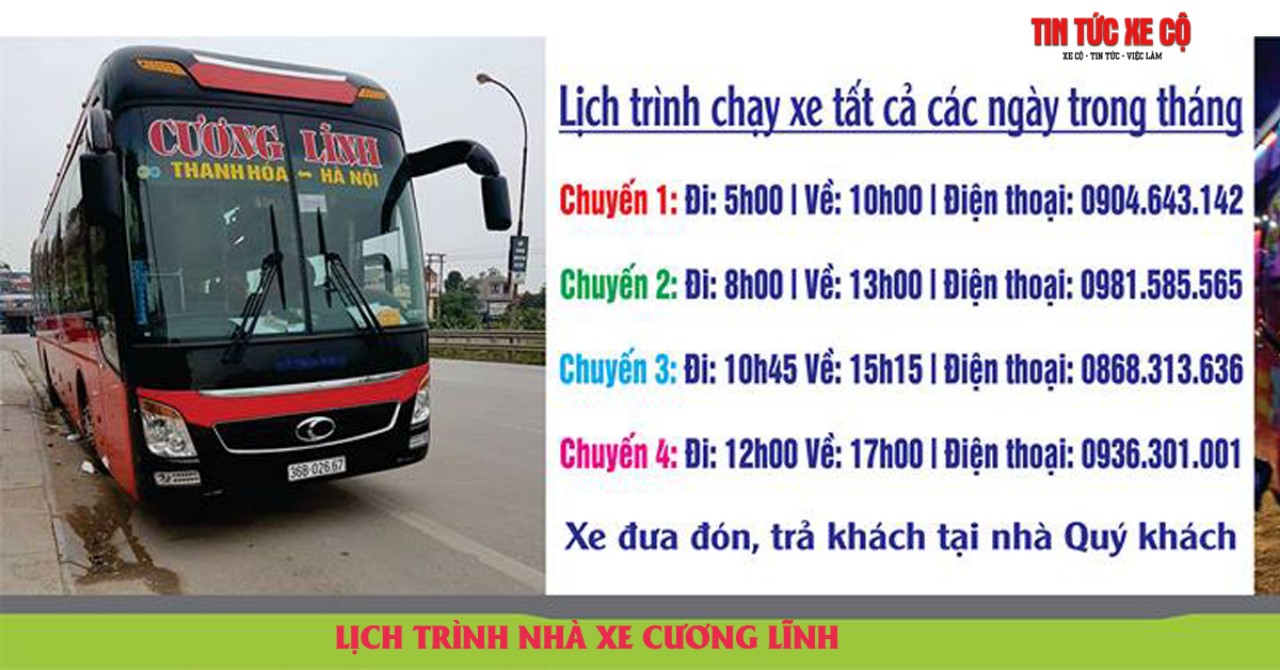 TIN TỨC XE CỘ
XE CỘ - TIN TỨC - VIỆC LÀM
CƯƠNG LĨNH
THANH HÓA - HÀ NỘI
36B-026.67
Lịch trình chạy xe tất cả các ngày trong tháng
Chuyến 1: Đi: 5h00 | Về: 10h00 | Điện thoại: 0904.643.142
Chuyến 2: Đi: 8h00 | Về: 13h00 | Điện thoại: 0981.585.565
Chuyến 3: Đi: 10h45 Về: 15h15 | Điện thoại: 0868.313.636
Chuyến 4: Đi: 12h00 Về: 17h00 | Điện thoại: 0936.301.001
Xe đưa đón, trả khách tại nhà Quý khách
LỊCH TRÌNH NHÀ XE CƯƠNG LĨNH